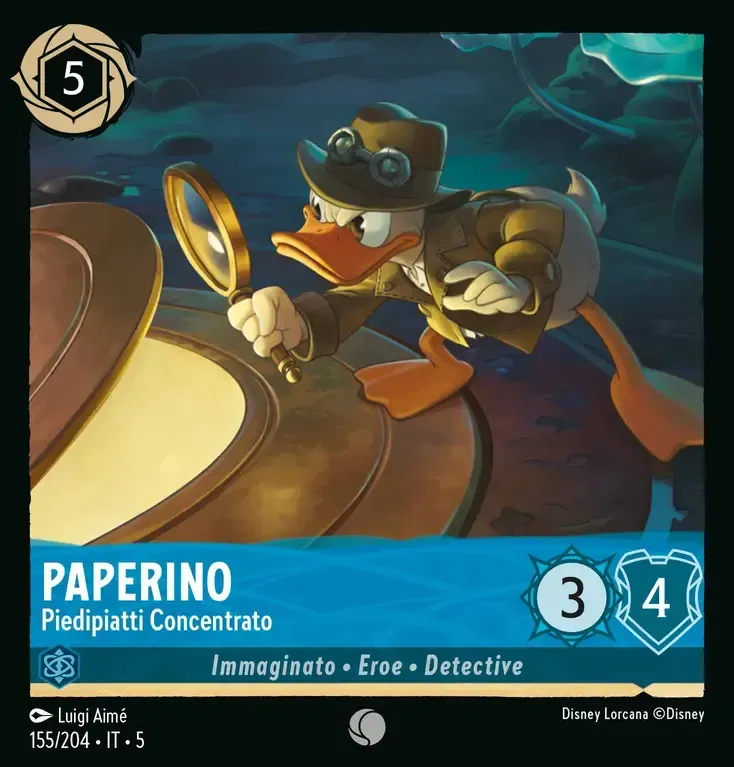 5
PAPERINO
Piedipiatti Concentrato
3
4
Immaginato • Eroe • Detective
Luigi Aimé
Disney Lorcana ©Disney
155/204 • IT • 5